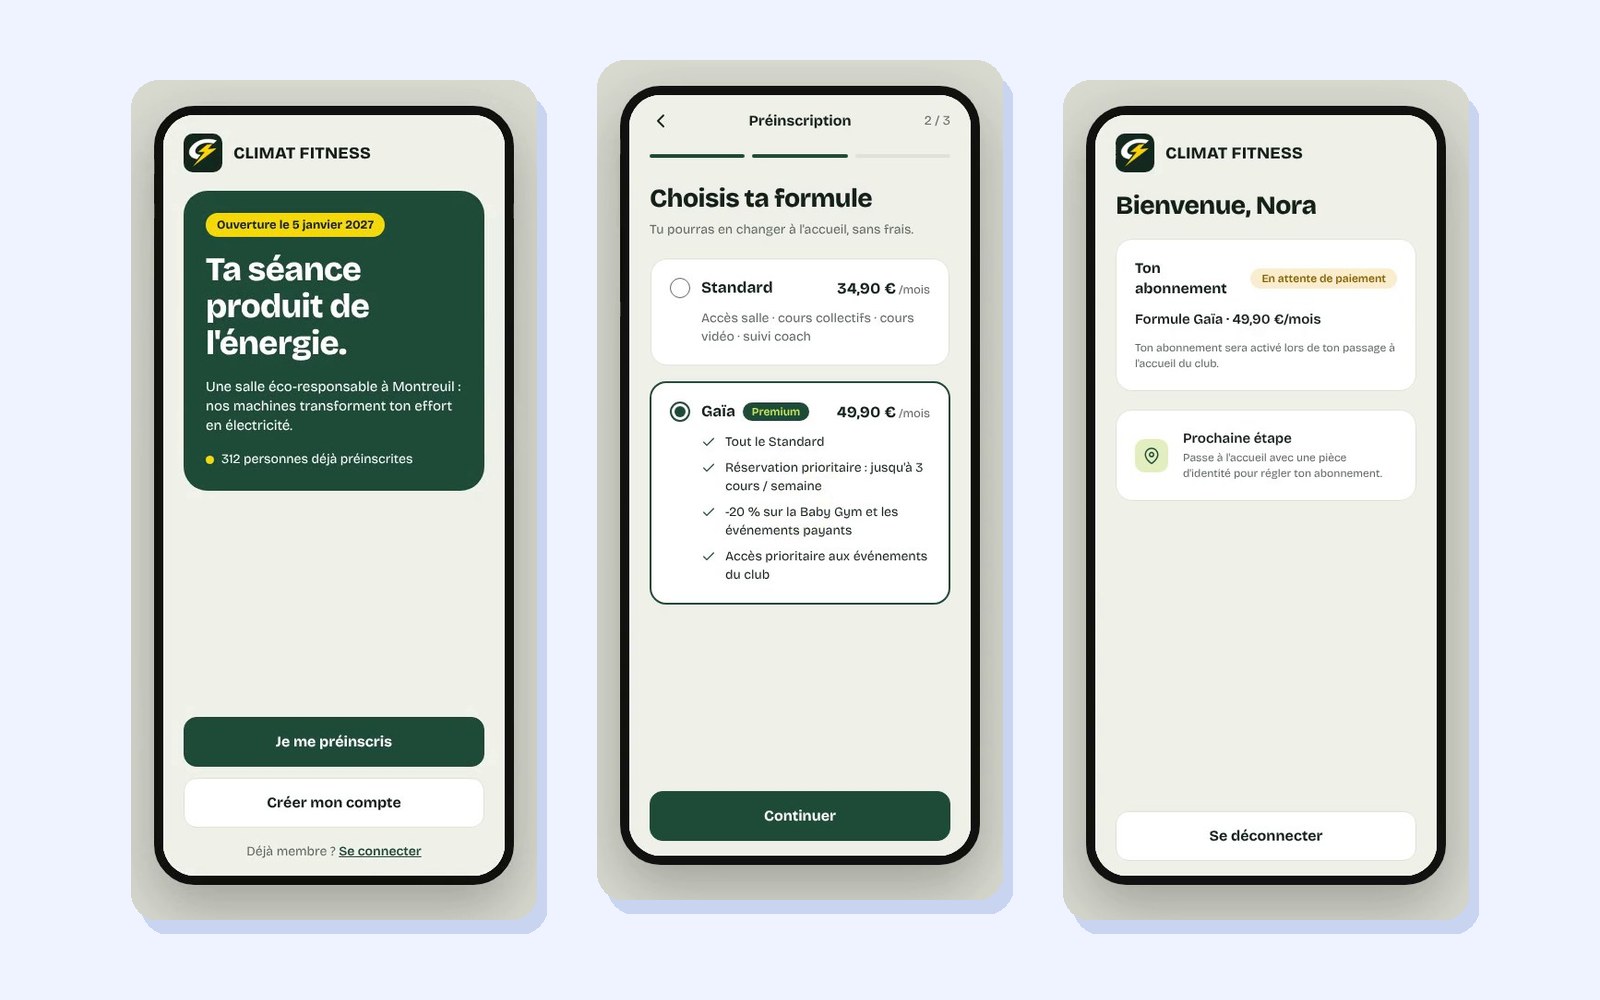 CLIMAT FITNESS
Ouverture le 5 janvier 2027
Ta séance
produit de
l'énergie.
Une salle éco-responsable à Montreuil :
nos machines transforment ton effort
en électricité.
312 personnes déjà préinscrites
Je me préinscris
Créer mon compte
Déjà membre ? Se connecter
Préinscription
2 / 3
Choisis ta formule
Tu pourras en changer à l'accueil, sans frais.
Standard
34,90 € /mois
Accès salle · cours collectifs · cours
vidéo · suivi coach
Gaïa
Premium
49,90 € /mois
Tout le Standard
Réservation prioritaire : jusqu'à 3
cours / semaine
-20 % sur la Baby Gym et les
événements payants
Accès prioritaire aux événements
du club
Continuer
CLIMAT FITNESS
Bienvenue, Nora
Ton
abonnement
En attente de paiement
Formule Gaïa · 49,90 €/mois
Ton abonnement sera activé lors de ton passage à
l'accueil du club.
Prochaine étape
Passe à l'accueil avec une pièce
d'identité pour régler ton abonnement.
Se déconnecter